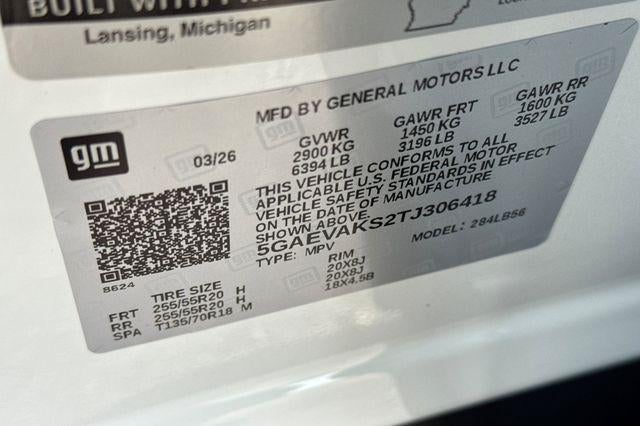 BUILT WITH
Lansing, Michigan
gm
03/26
MFD BY GENERAL MOTORS LLC
GVWR GAWR FRT GAWR RR
2900 KG 1450 KG 1600 KG
6394 LB 3196 LB 3527 LB
THIS VEHICLE CONFORMS TO ALL
APPLICABLE U.S. FEDERAL MOTOR
VEHICLE SAFETY STANDARDS IN EFFECT
ON THE DATE OF MANUFACTURE
SHOWN ABOVE.
5GAEVAKS2TJ306418
TYPE: MPV MODEL: 284LB56
8624
TIRE SIZE RIM
FRT 255/55R20 H 20X8J
RR 255/55R20 H 20X8J
SPA T135/70R18 M 18X4.5B